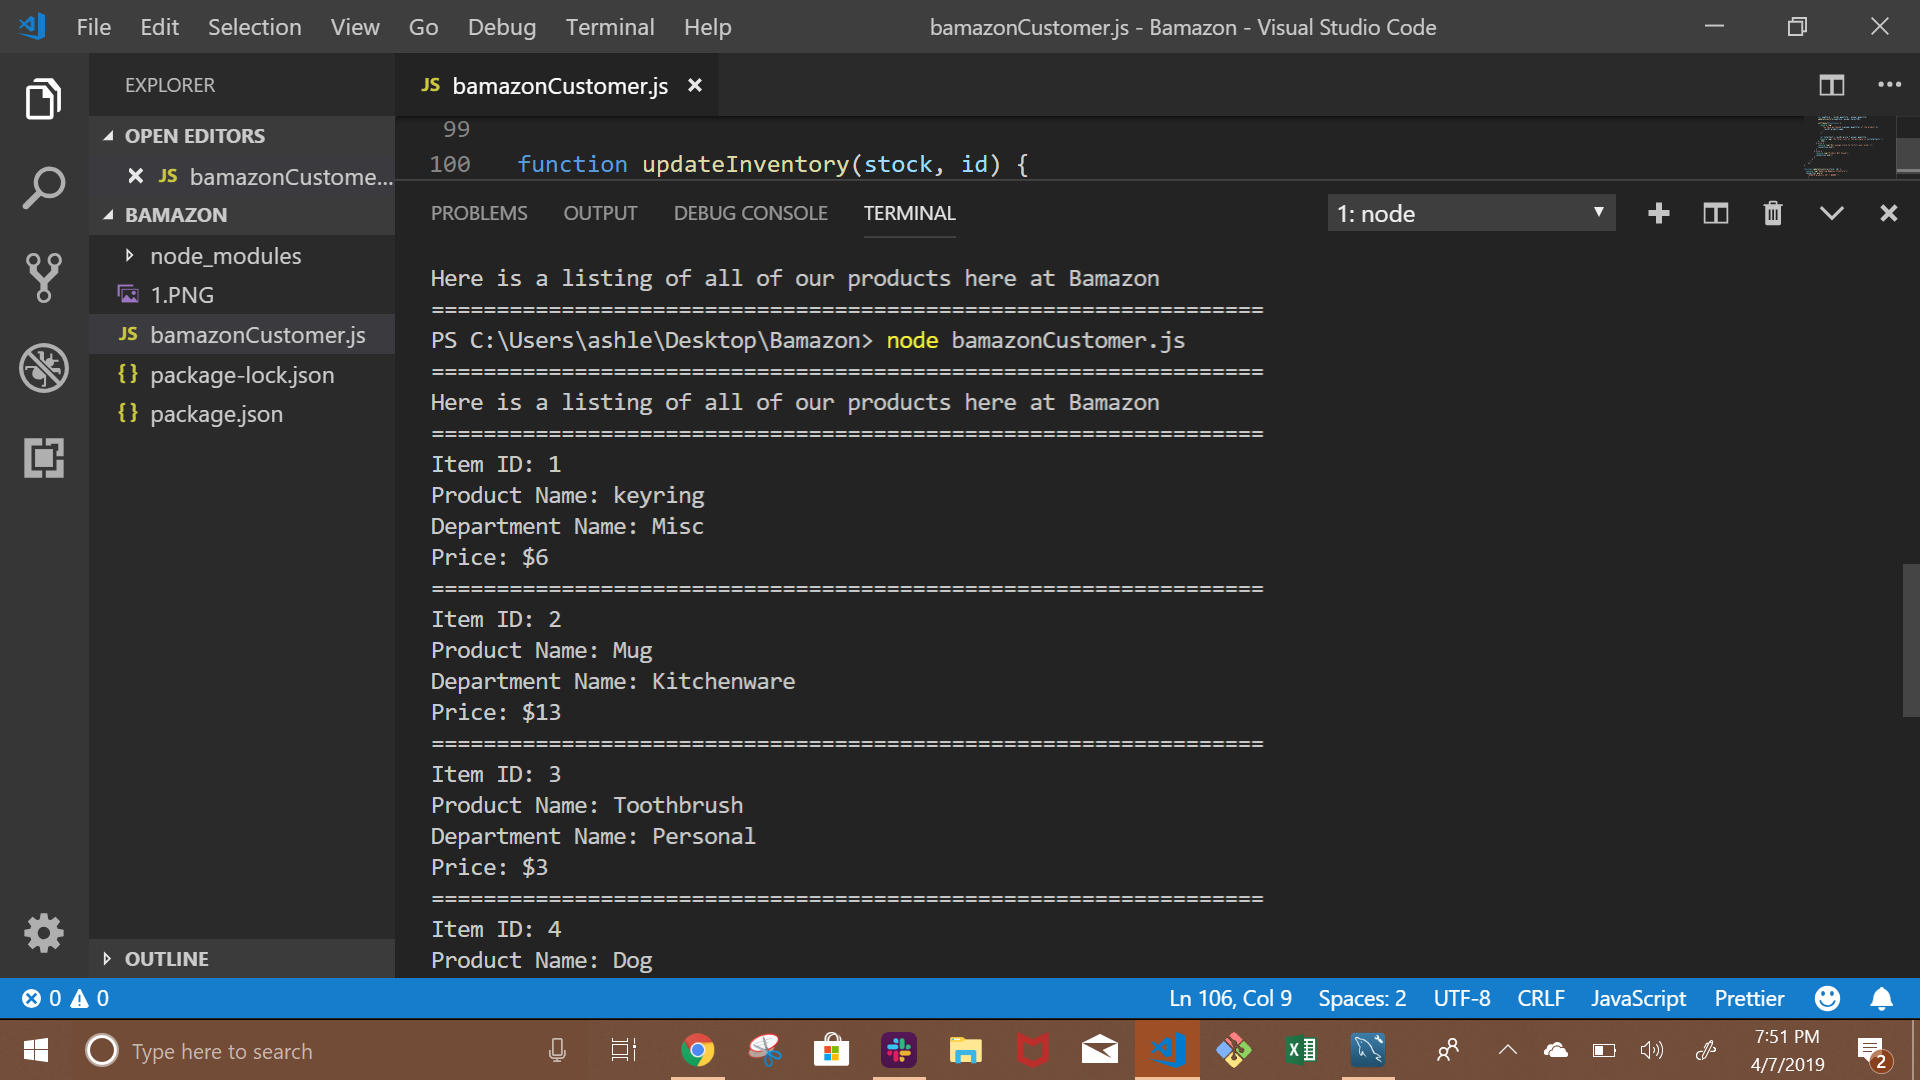 File Edit Selection View Go Debug Terminal Help
bamazonCustomer.js - Bamazon - Visual Studio Code
EXPLORER
OPEN EDITORS
JS bamazonCustome...
BAMAZON
node_modules
1.PNG
JS bamazonCustomer.js
{ } package-lock.json
{ } package.json
OUTLINE
JS bamazonCustomer.js
99
100 function updateInventory(stock, id) {
PROBLEMS OUTPUT DEBUG CONSOLE TERMINAL
1: node
Here is a listing of all of our products here at Bamazon
================================================================
PS C:\Users\ashle\Desktop\Bamazon> node bamazonCustomer.js
================================================================
Here is a listing of all of our products here at Bamazon
================================================================
Item ID: 1
Product Name: keyring
Department Name: Misc
Price: $6
================================================================
Item ID: 2
Product Name: Mug
Department Name: Kitchenware
Price: $13
================================================================
Item ID: 3
Product Name: Toothbrush
Department Name: Personal
Price: $3
================================================================
Item ID: 4
Product Name: Dog
0 0
Ln 106, Col 9 Spaces: 2 UTF-8 CRLF JavaScript Prettier
Type here to search
7:51 PM
4/7/2019
2